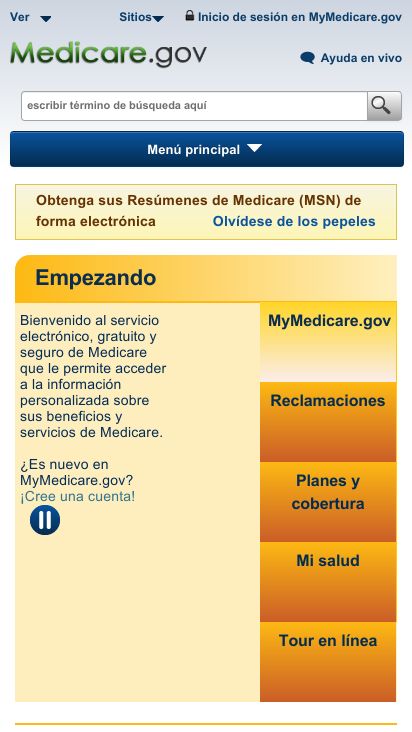 Ver Sitios Inicio de sesión en MyMedicare.gov
Medicare.gov
Ayuda en vivo
escribir término de búsqueda aquí
Menú principal
Obtenga sus Resúmenes de Medicare (MSN) de
forma electrónica Olvídese de los pepeles
Empezando
Bienvenido al servicio
electrónico, gratuito y
seguro de Medicare
que le permite acceder
a la información
personalizada sobre
sus beneficios y
servicios de Medicare.
¿Es nuevo en
MyMedicare.gov?
¡Cree una cuenta!
MyMedicare.gov
Reclamaciones
Planes y
cobertura
Mi salud
Tour en línea